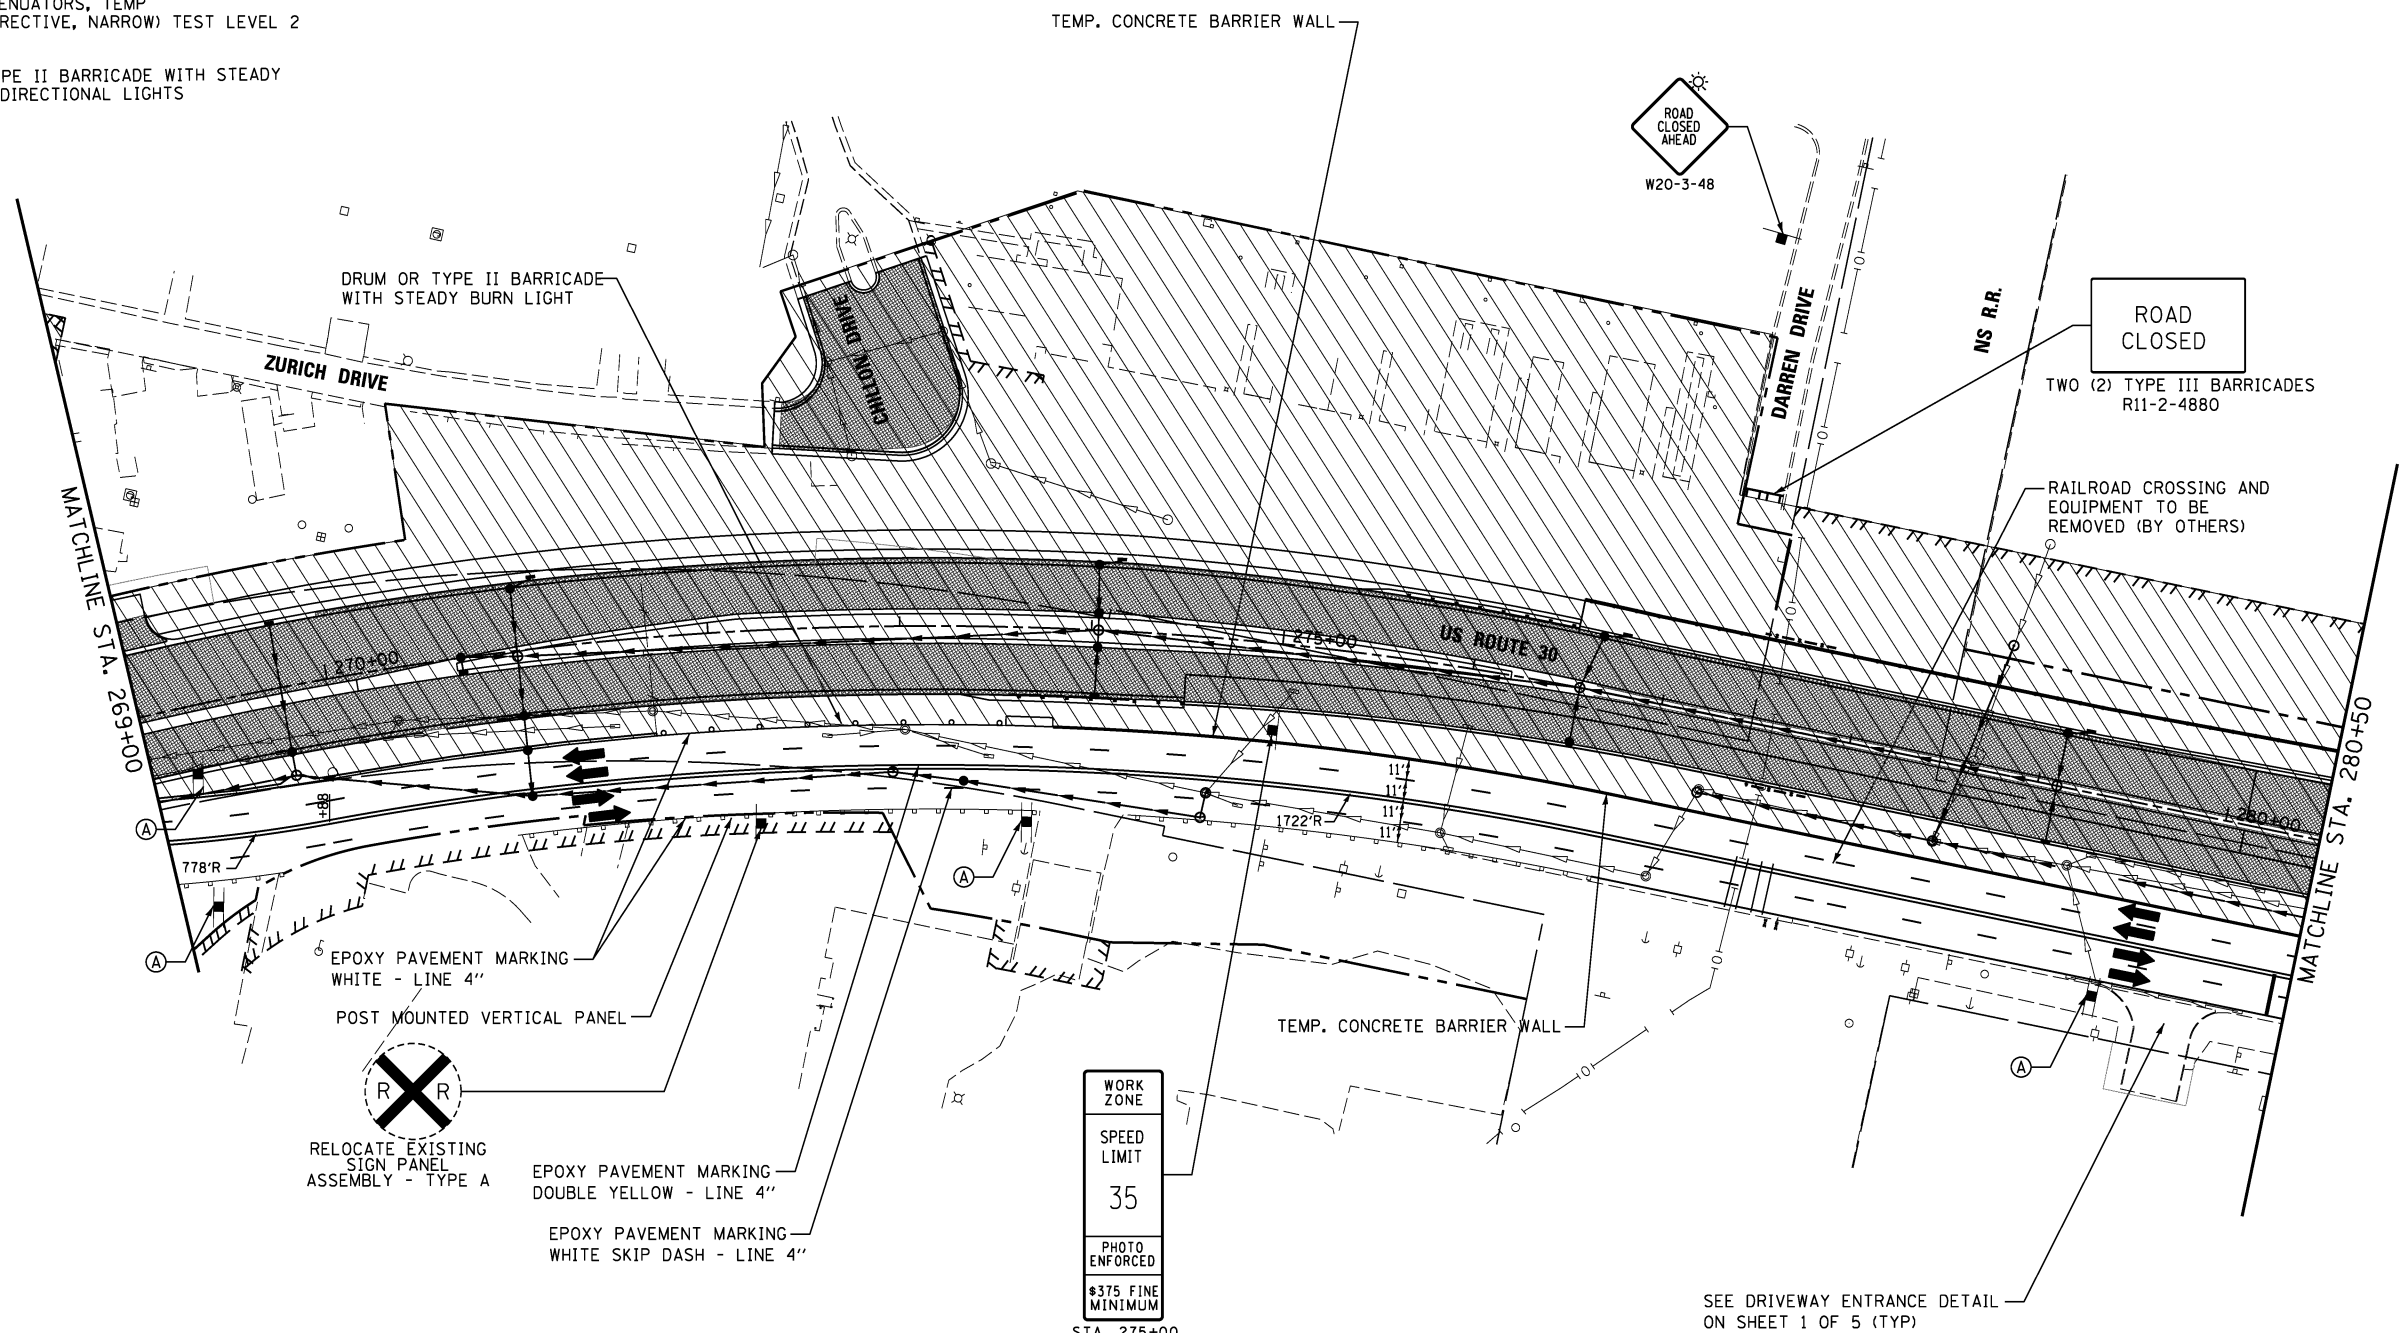 ENUATORS, TEMP
RECTIVE, NARROW) TEST LEVEL 2
PE II BARRICADE WITH STEADY
DIRECTIONAL LIGHTS
TEMP. CONCRETE BARRIER WALL
ROAD
CLOSED
AHEAD
W20-3-48
DRUM OR TYPE II BARRICADE
WITH STEADY BURN LIGHT
ZURICH DRIVE
CHILTON DRIVE
DARREN DRIVE
NS R.R.
ROAD
CLOSED
TWO (2) TYPE III BARRICADES
R11-2-4880
RAILROAD CROSSING AND
EQUIPMENT TO BE
REMOVED (BY OTHERS)
MATCHLINE STA. 269+00
270+00
275+00
US ROUTE 30
280+00
MATCHLINE STA. 280+50
+88
778'R
1722'R
11'
11'
11'
11'
A
A
A
A
EPOXY PAVEMENT MARKING
WHITE - LINE 4"
POST MOUNTED VERTICAL PANEL
R R
RELOCATE EXISTING
SIGN PANEL
ASSEMBLY - TYPE A
EPOXY PAVEMENT MARKING
DOUBLE YELLOW - LINE 4"
EPOXY PAVEMENT MARKING
WHITE SKIP DASH - LINE 4"
TEMP. CONCRETE BARRIER WALL
WORK
ZONE
SPEED
LIMIT
35
PHOTO
ENFORCED
$375 FINE
MINIMUM
STA. 275+00
SEE DRIVEWAY ENTRANCE DETAIL
ON SHEET 1 OF 5 (TYP)